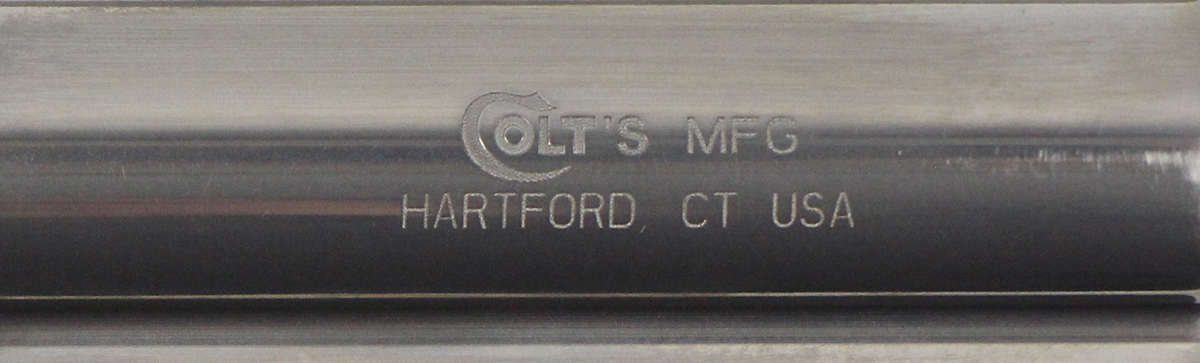 COLT'S MFG
HARTFORD, CT USA